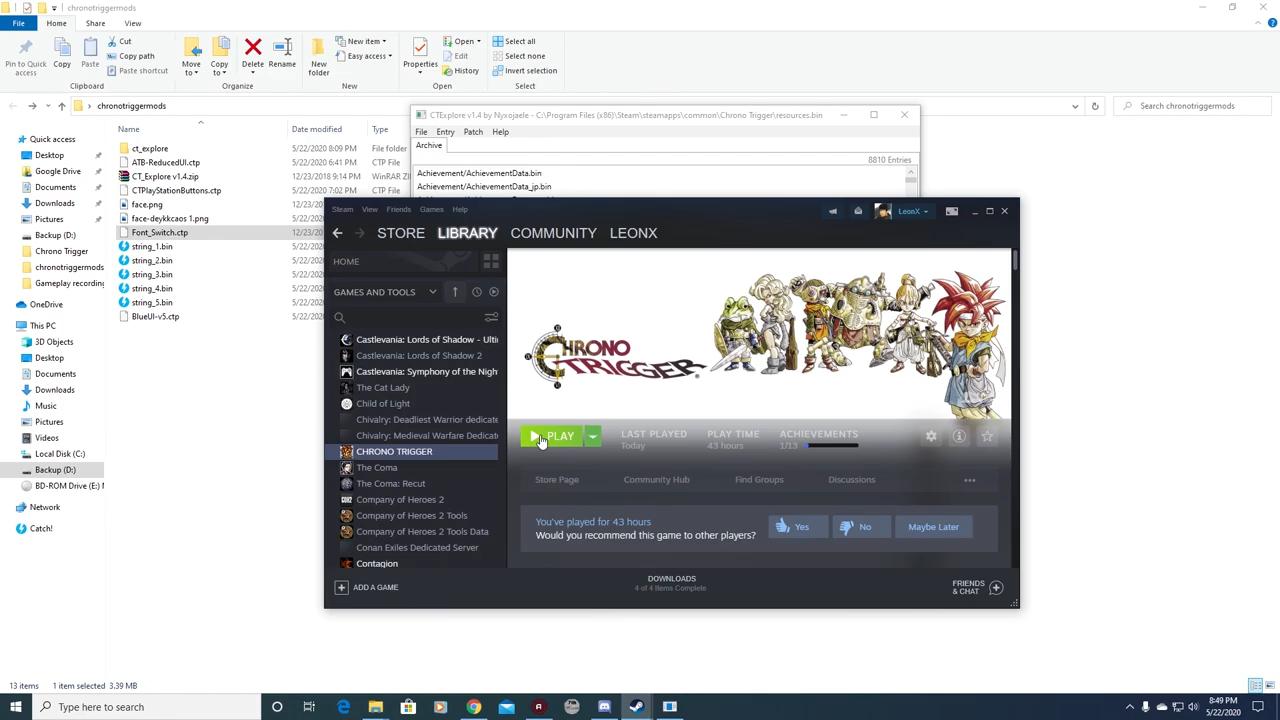 chronotriggermods
File Home Share View
Pin to Quick access
Copy
Paste
Cut
Copy path
Paste shortcut
Clipboard
Move to
Copy to
Delete
Rename
Organize
New folder
New item
Easy access
New
Properties
Open
Edit
History
Open
Select all
Select none
Invert selection
Select
chronotriggermods
Search chronotriggermods
Quick access
Desktop
Google Drive
Documents
Downloads
Pictures
Backup (D:)
Chrono Trigger
chronotriggermods
Gameplay recording
OneDrive
This PC
3D Objects
Desktop
Documents
Downloads
Music
Pictures
Videos
Local Disk (C:)
Backup (D:)
BD-ROM Drive (E:)
Network
Catch!
Name Date modified Type
ct_explore 5/22/2020 8:09 PM File folder
ATB-ReducedUI.ctp 5/22/2020 6:41 PM CTP File
CT_Explore v1.4.zip 12/23/2018 9:14 PM WinRAR ZI
CTPlayStationButtons.ctp 5/22/2020 7:02 PM CTP File
face.png
face-deykkcaos 1.png
Font_Switch.ctp
string_1.bin
string_2.bin
string_3.bin
string_4.bin
string_5.bin
BlueUI-v5.ctp
CTExplore v1.4 by Nyxojaele - C:\Program Files (x86)\Steam\steamapps\common\Chrono Trigger\resources.bin
File Entry Patch Help
Archive
8810 Entries
Achievement/AchievementData.bin
Achievement/AchievementData_jp.bin
Steam View Friends Games Help
LeonX
STORE LIBRARY COMMUNITY LEONX
HOME
GAMES AND TOOLS
Castlevania: Lords of Shadow - Ulti
Castlevania: Lords of Shadow 2
Castlevania: Symphony of the Nigh
The Cat Lady
Child of Light
Chivalry: Deadliest Warrior dedicate
Chivalry: Medieval Warfare Dedicate
CHRONO TRIGGER
The Coma
The Coma: Recut
Company of Heroes 2
Company of Heroes 2 Tools
Company of Heroes 2 Tools Data
Conan Exiles Dedicated Server
Contagion
CHRONO TRIGGER
PLAY
LAST PLAYED
Today
PLAY TIME
43 hours
ACHIEVEMENTS
1/13
Store Page Community Hub Find Groups Discussions
You've played for 43 hours
Would you recommend this game to other players?
Yes No Maybe Later
ADD A GAME
DOWNLOADS
4 of 4 Items Complete
FRIENDS & CHAT
13 items 1 item selected 3.39 MB
Type here to search
8:49 PM
5/22/2020